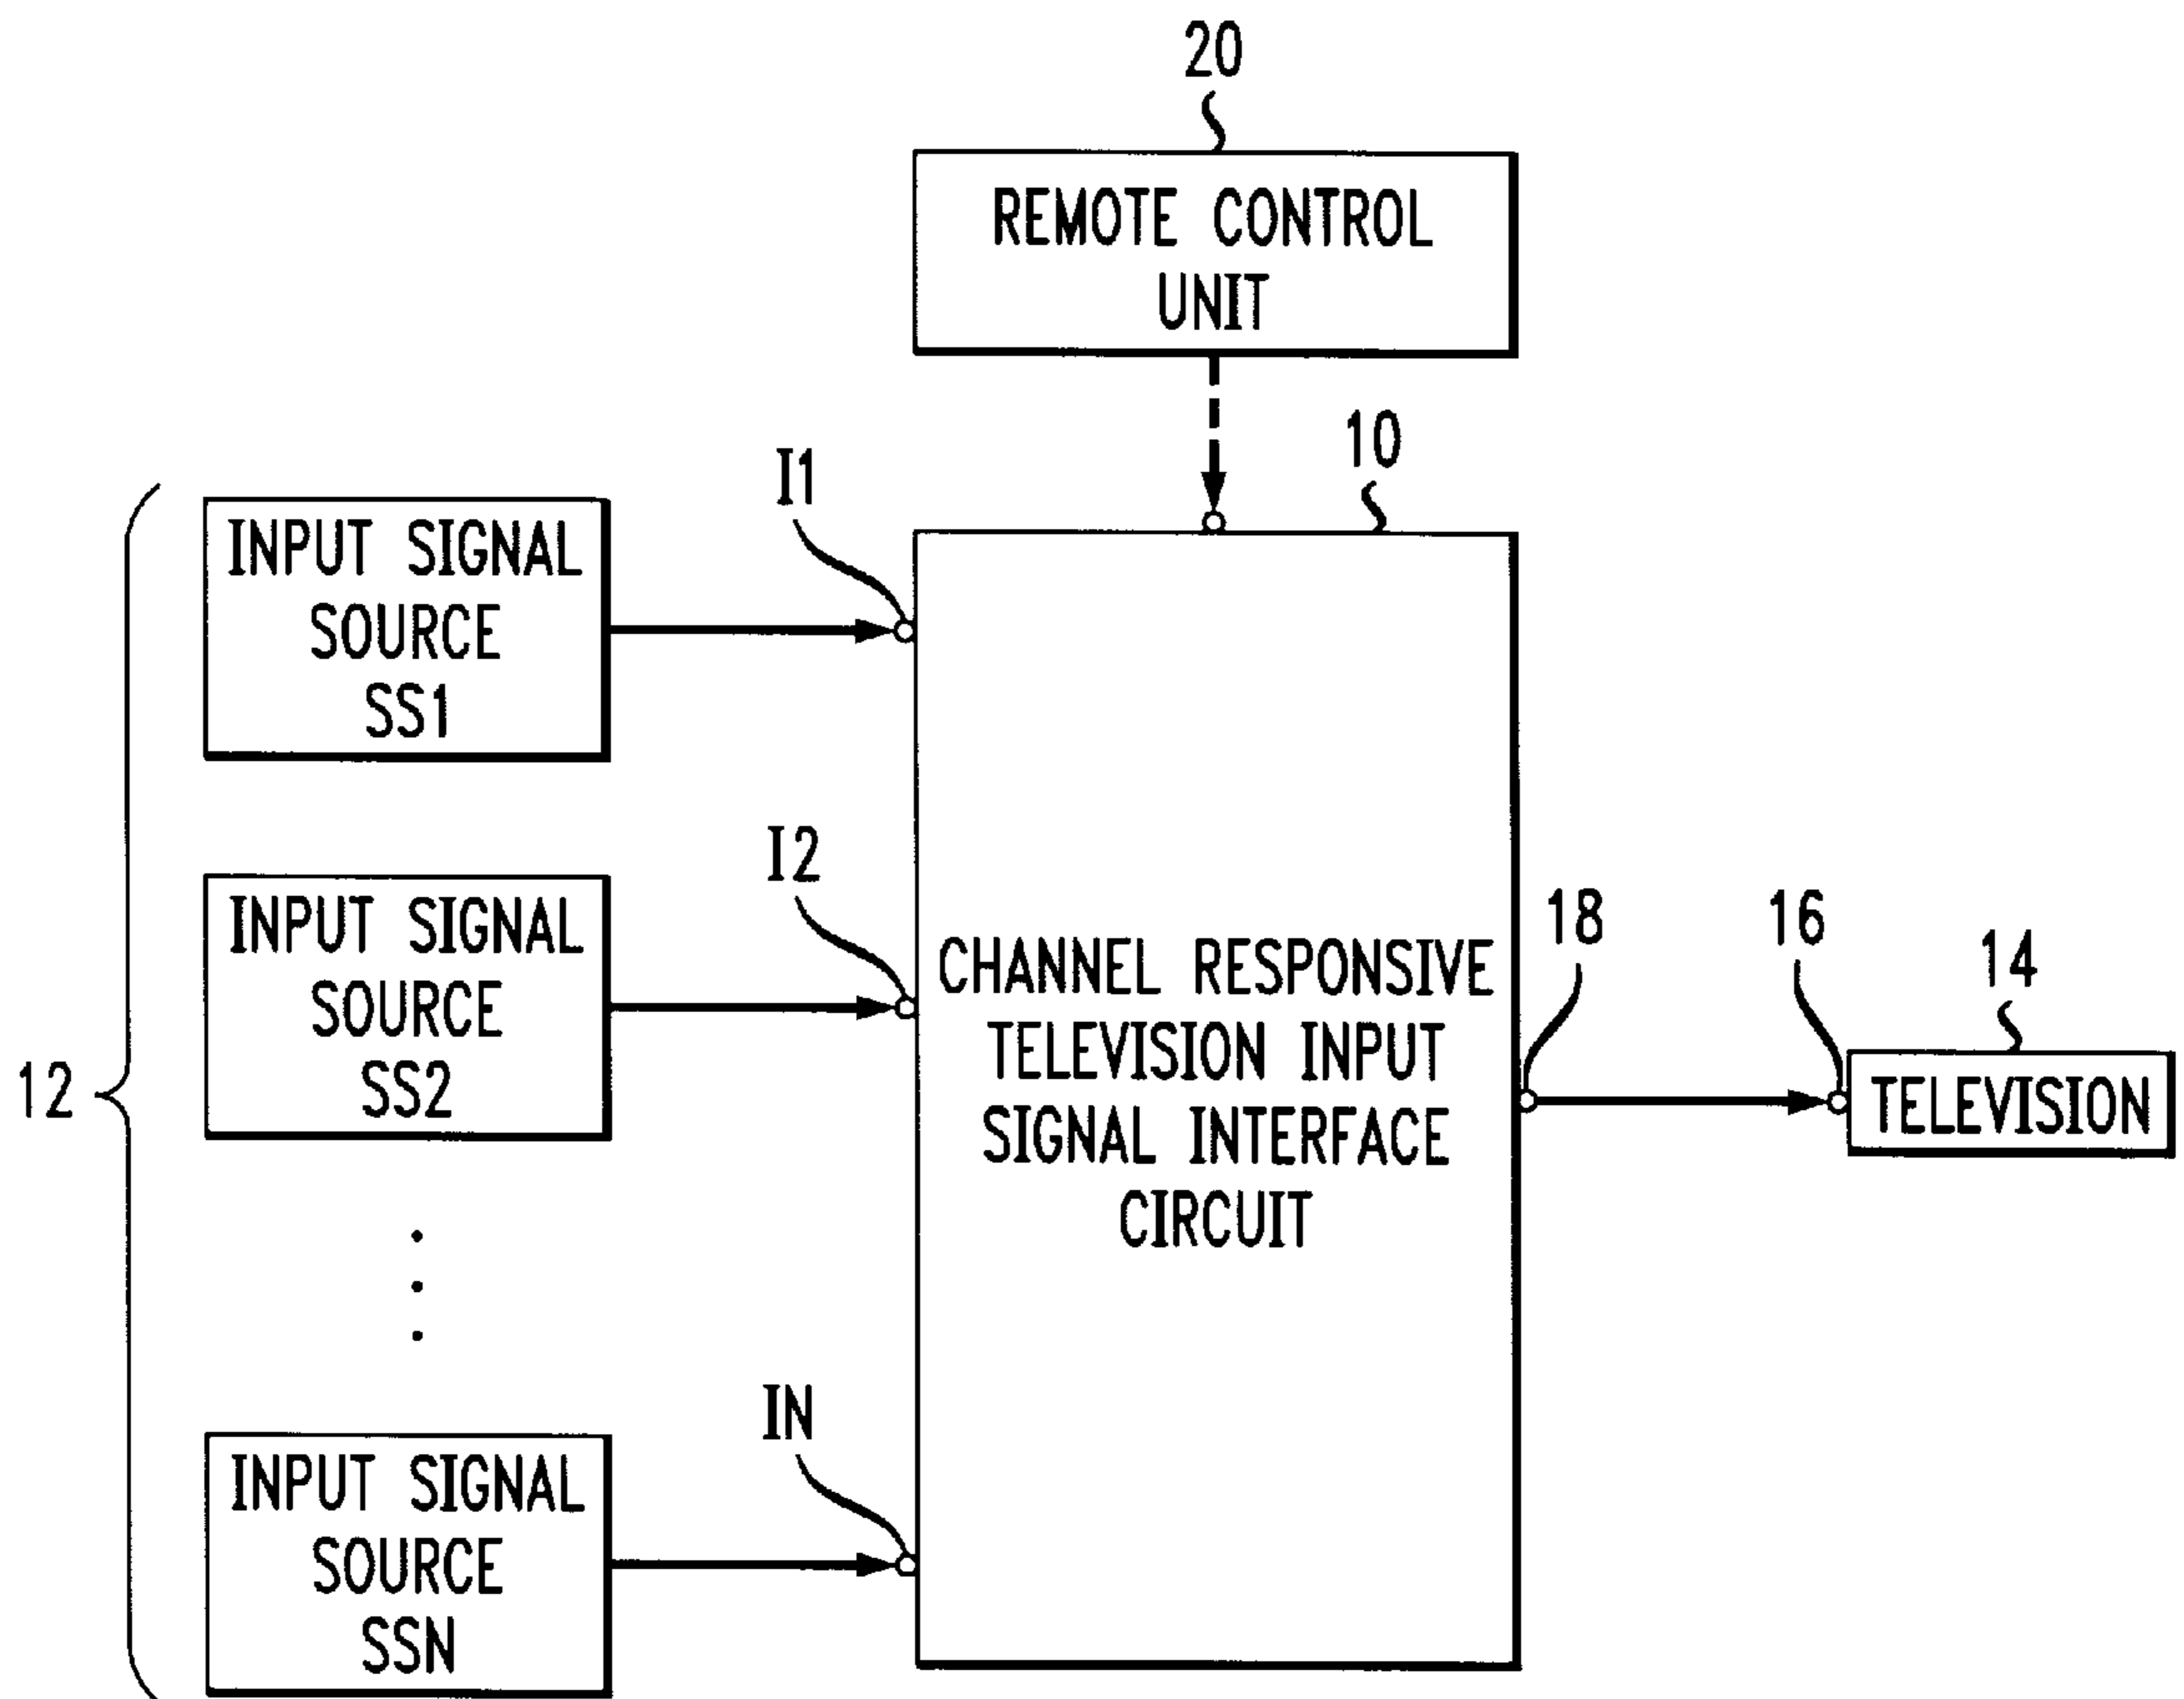 20
REMOTE CONTROL
UNIT
10
I1
INPUT SIGNAL
SOURCE
SS1
I2
INPUT SIGNAL
SOURCE
SS2
12
CHANNEL RESPONSIVE
TELEVISION INPUT
SIGNAL INTERFACE
CIRCUIT
18
16
14
TELEVISION
IN
INPUT SIGNAL
SOURCE
SSN